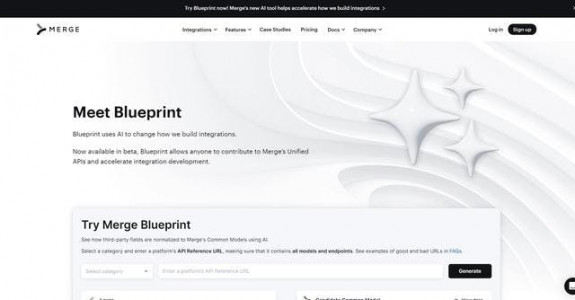 Try Blueprint now! Merge's new AI tool helps accelerate how we build integrations >
MERGE
Integrations Features Case Studies Pricing Docs Company Log in Sign up
Meet Blueprint
Blueprint uses AI to change how we build integrations.
Now available in beta, Blueprint allows anyone to contribute to Merge's Unified
APIs and accelerate integration development.
Try Merge Blueprint
See how third-party fields are normalized to Merge's Common Models using AI.
Select a category and enter a platform's API Reference URL, making sure that it contains all models and endpoints. See examples of good and bad URLs in FAQs.
Select category Enter a platform's API Reference URL Generate
Candidate Common Model